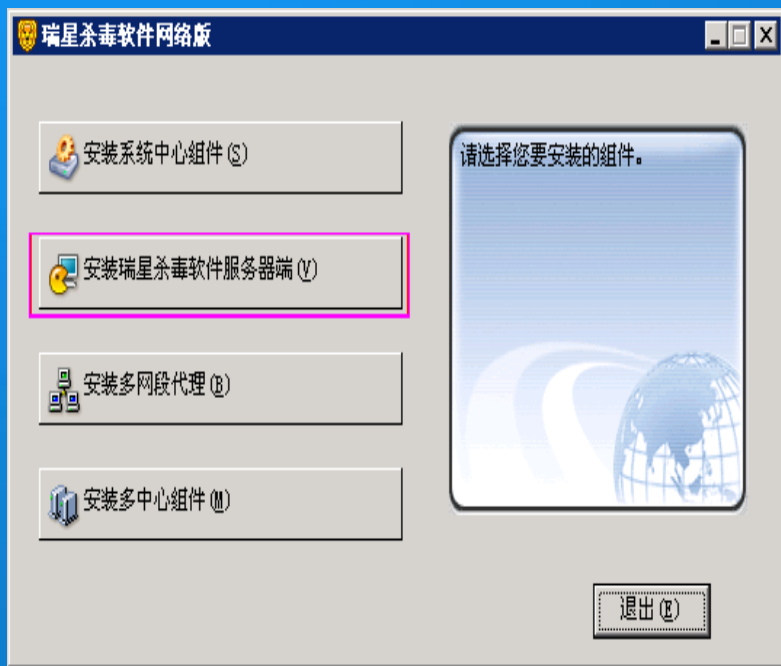 瑞星杀毒软件网络版
安装系统中心组件(S)
请选择您要安装的组件。
安装瑞星杀毒软件服务器端(V)
安装多网段代理(B)
安装多中心组件(M)
退出(E)